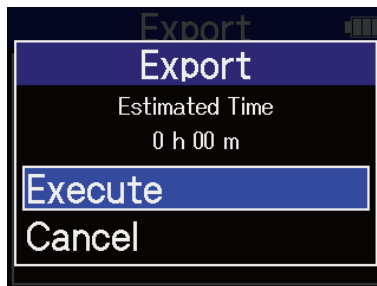 Export
Export
Estimated Time
0 h 00 m
Execute
Cancel